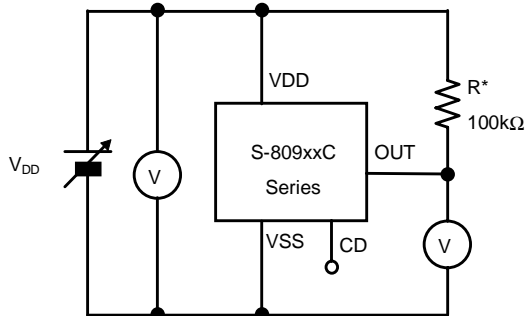 VDD
R*
100kΩ
S-809xxC
Series
OUT
VDD
V
V
VSS
CD